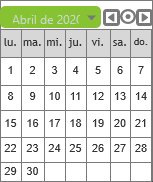 Abril de 2020
lu. ma. mi. ju. vi. sa. do.
1 2 3 4 5 6 7
8 9 10 11 12 13 14
15 16 17 18 19 20 21
22 23 24 25 26 27 28
29 30